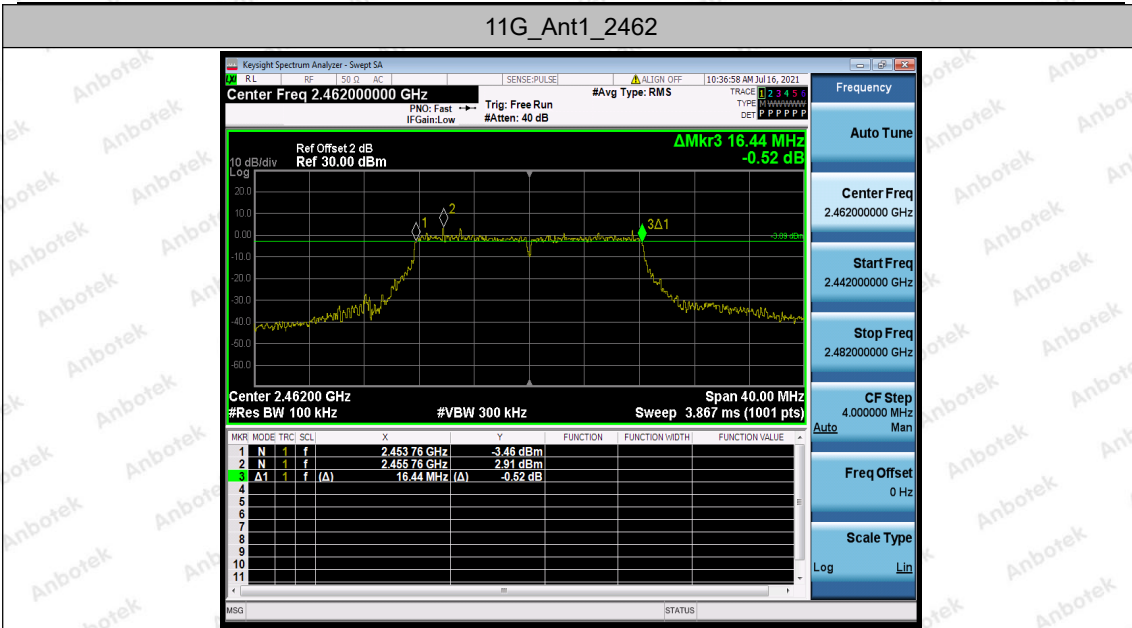 11G_Ant1_2462
Keysight Spectrum Analyzer - Swept SA
LXI RL RF 50 Ω AC SENSE:PULSE ALIGN OFF 10:36:58 AM Jul 16, 2021
Center Freq 2.462000000 GHz
PNO: Fast
IFGain:Low
Trig: Free Run
#Atten: 40 dB
#Avg Type: RMS
TRACE 1 2 3 4 5 6
TYPE M W W W W W
DET P P P P P P
ΔMkr3 16.44 MHz
-0.52 dB
Ref Offset 2 dB
10 dB/div Ref 30.00 dBm
Log
20.0
10.0
0.00
-10.0
-20.0
-30.0
-40.0
-50.0
-60.0
1
2
3Δ1
-3.09 dBm
Center 2.46200 GHz Span 40.00 MHz
#Res BW 100 kHz #VBW 300 kHz Sweep 3.867 ms (1001 pts)
MKR MODE TRC SCL X Y FUNCTION FUNCTION WIDTH FUNCTION VALUE
1 N 1 f 2.453 76 GHz -3.46 dBm
2 N 1 f 2.455 76 GHz 2.91 dBm
3 Δ1 1 f (Δ) 16.44 MHz (Δ) -0.52 dB
4
5
6
7
8
9
10
11
MSG STATUS
Frequency
Auto Tune
Center Freq
2.462000000 GHz
Start Freq
2.442000000 GHz
Stop Freq
2.482000000 GHz
CF Step
4.000000 MHz
Auto Man
Freq Offset
0 Hz
Scale Type
Log Lin
Anbotek